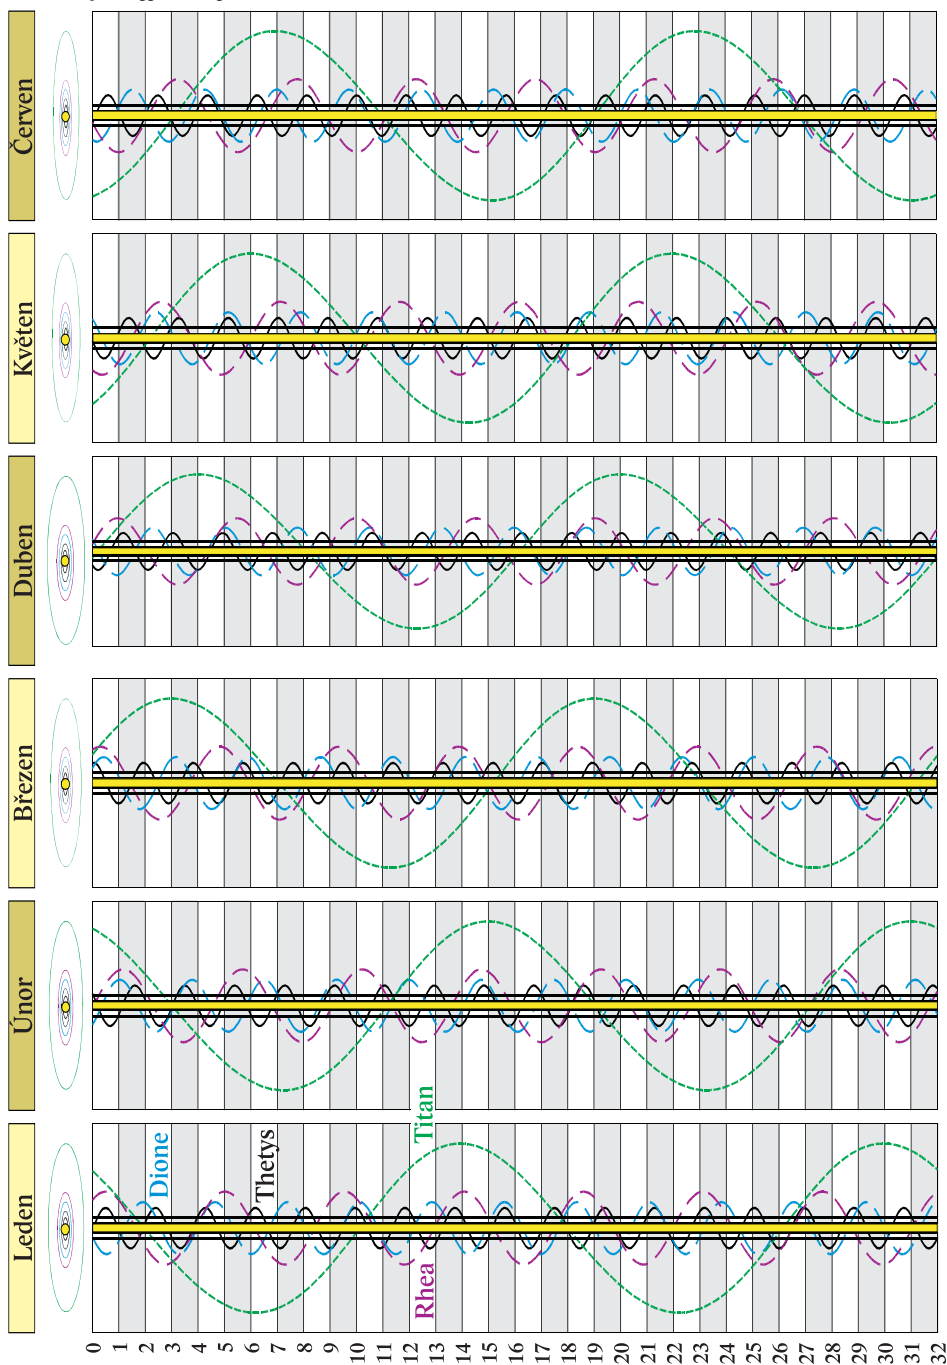 Červen
Květen
Duben
Březen
Únor
Leden
Dione
Thetys
Rhea
Titan
0 1 2 3 4 5 6 7 8 9 10 11 12 13 14 15 16 17 18 19 20 21 22 23 24 25 26 27 28 29 30 31 32